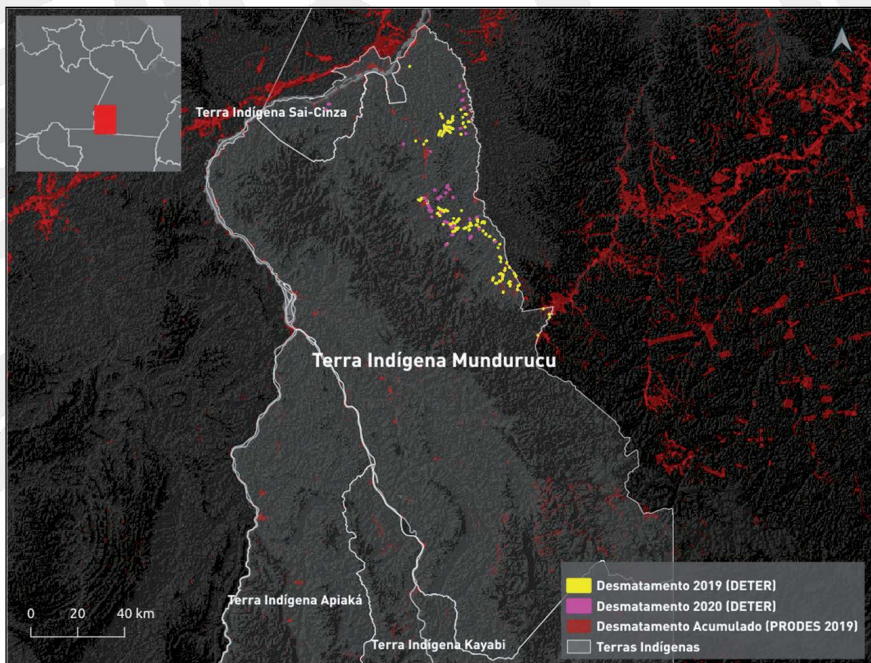 Terra Indígena Sai-Cinza
Terra Indígena Mundurucu
Terra Indígena Apiaká
Terra Indígena Kayabi
0 20 40 km
Desmatamento 2019 (DETER)
Desmatamento 2020 (DETER)
Desmatamento Acumulado (PRODES 2019)
Terras Indígenas